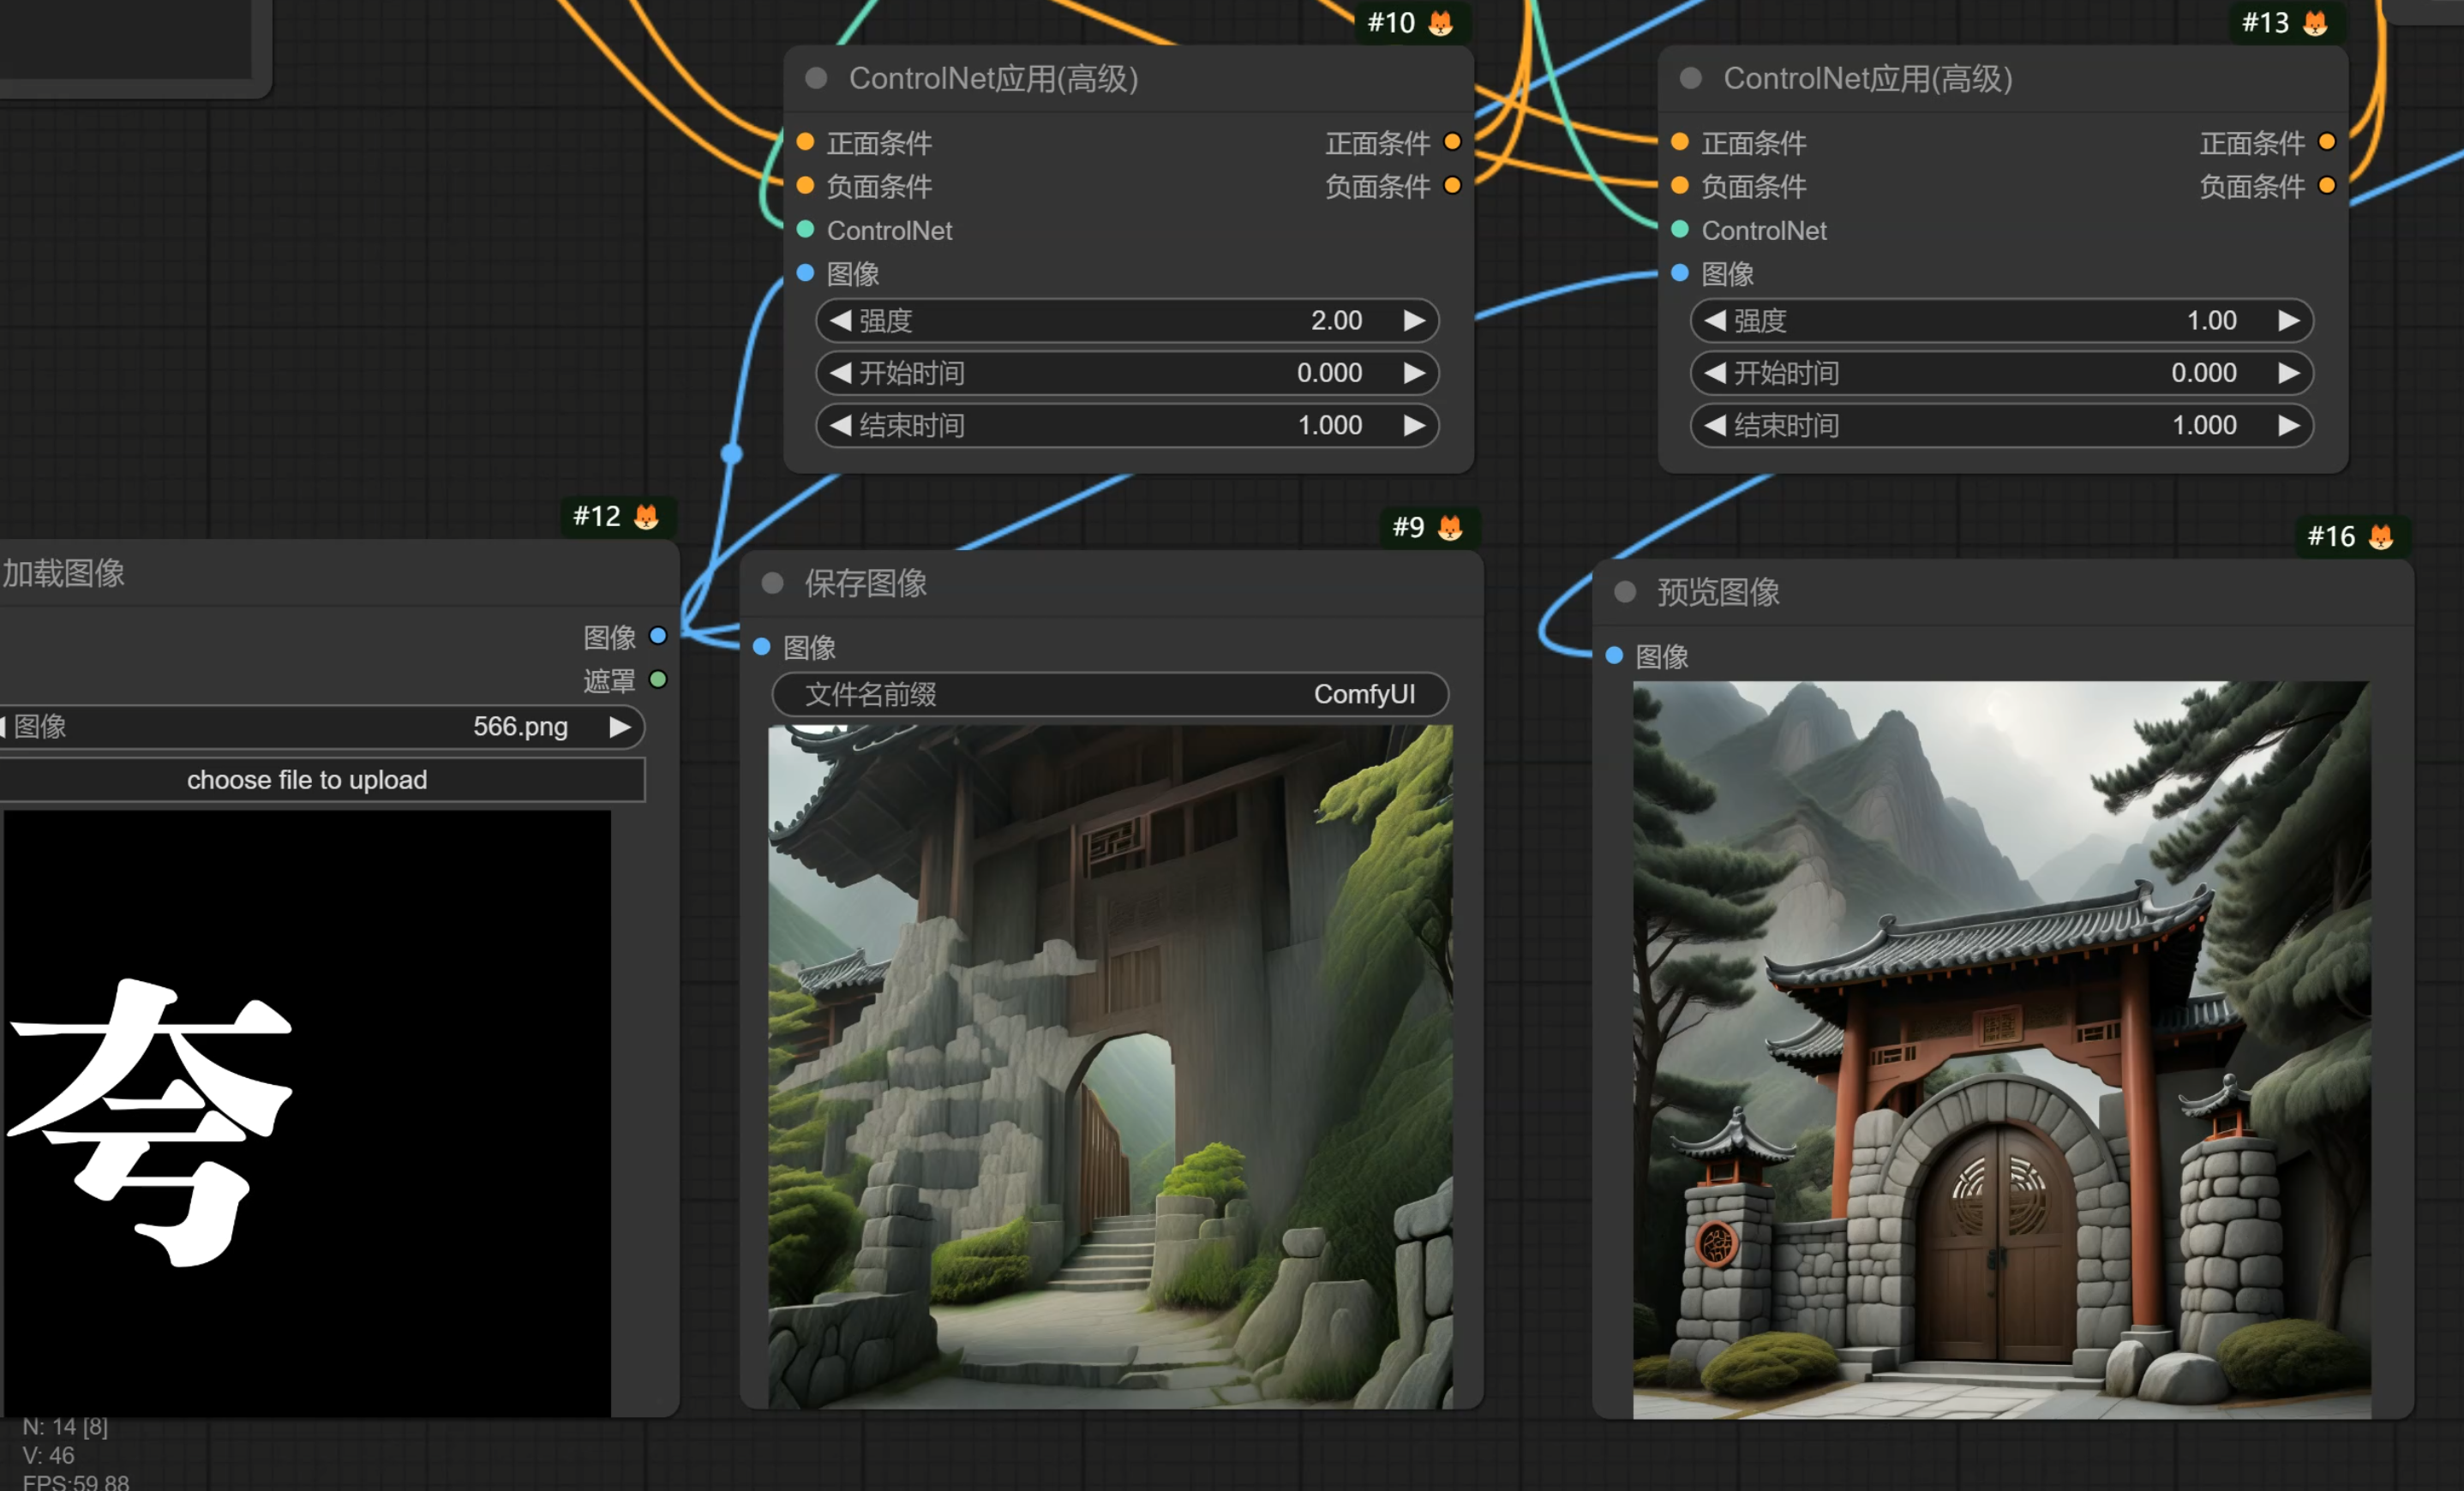 #10
ControlNet应用(高级)
正面条件 正面条件
负面条件 负面条件
ControlNet
图像
强度 2.00
开始时间 0.000
结束时间 1.000
#13
ControlNet应用(高级)
正面条件 正面条件
负面条件 负面条件
ControlNet
图像
强度 1.00
开始时间 0.000
结束时间 1.000
#12
加载图像
图像
遮罩
图像 566.png
choose file to upload
夸
#9
保存图像
图像
文件名前缀 ComfyUI
#16
预览图像
图像
N: 14 [8]
V: 46
FPS:59.88